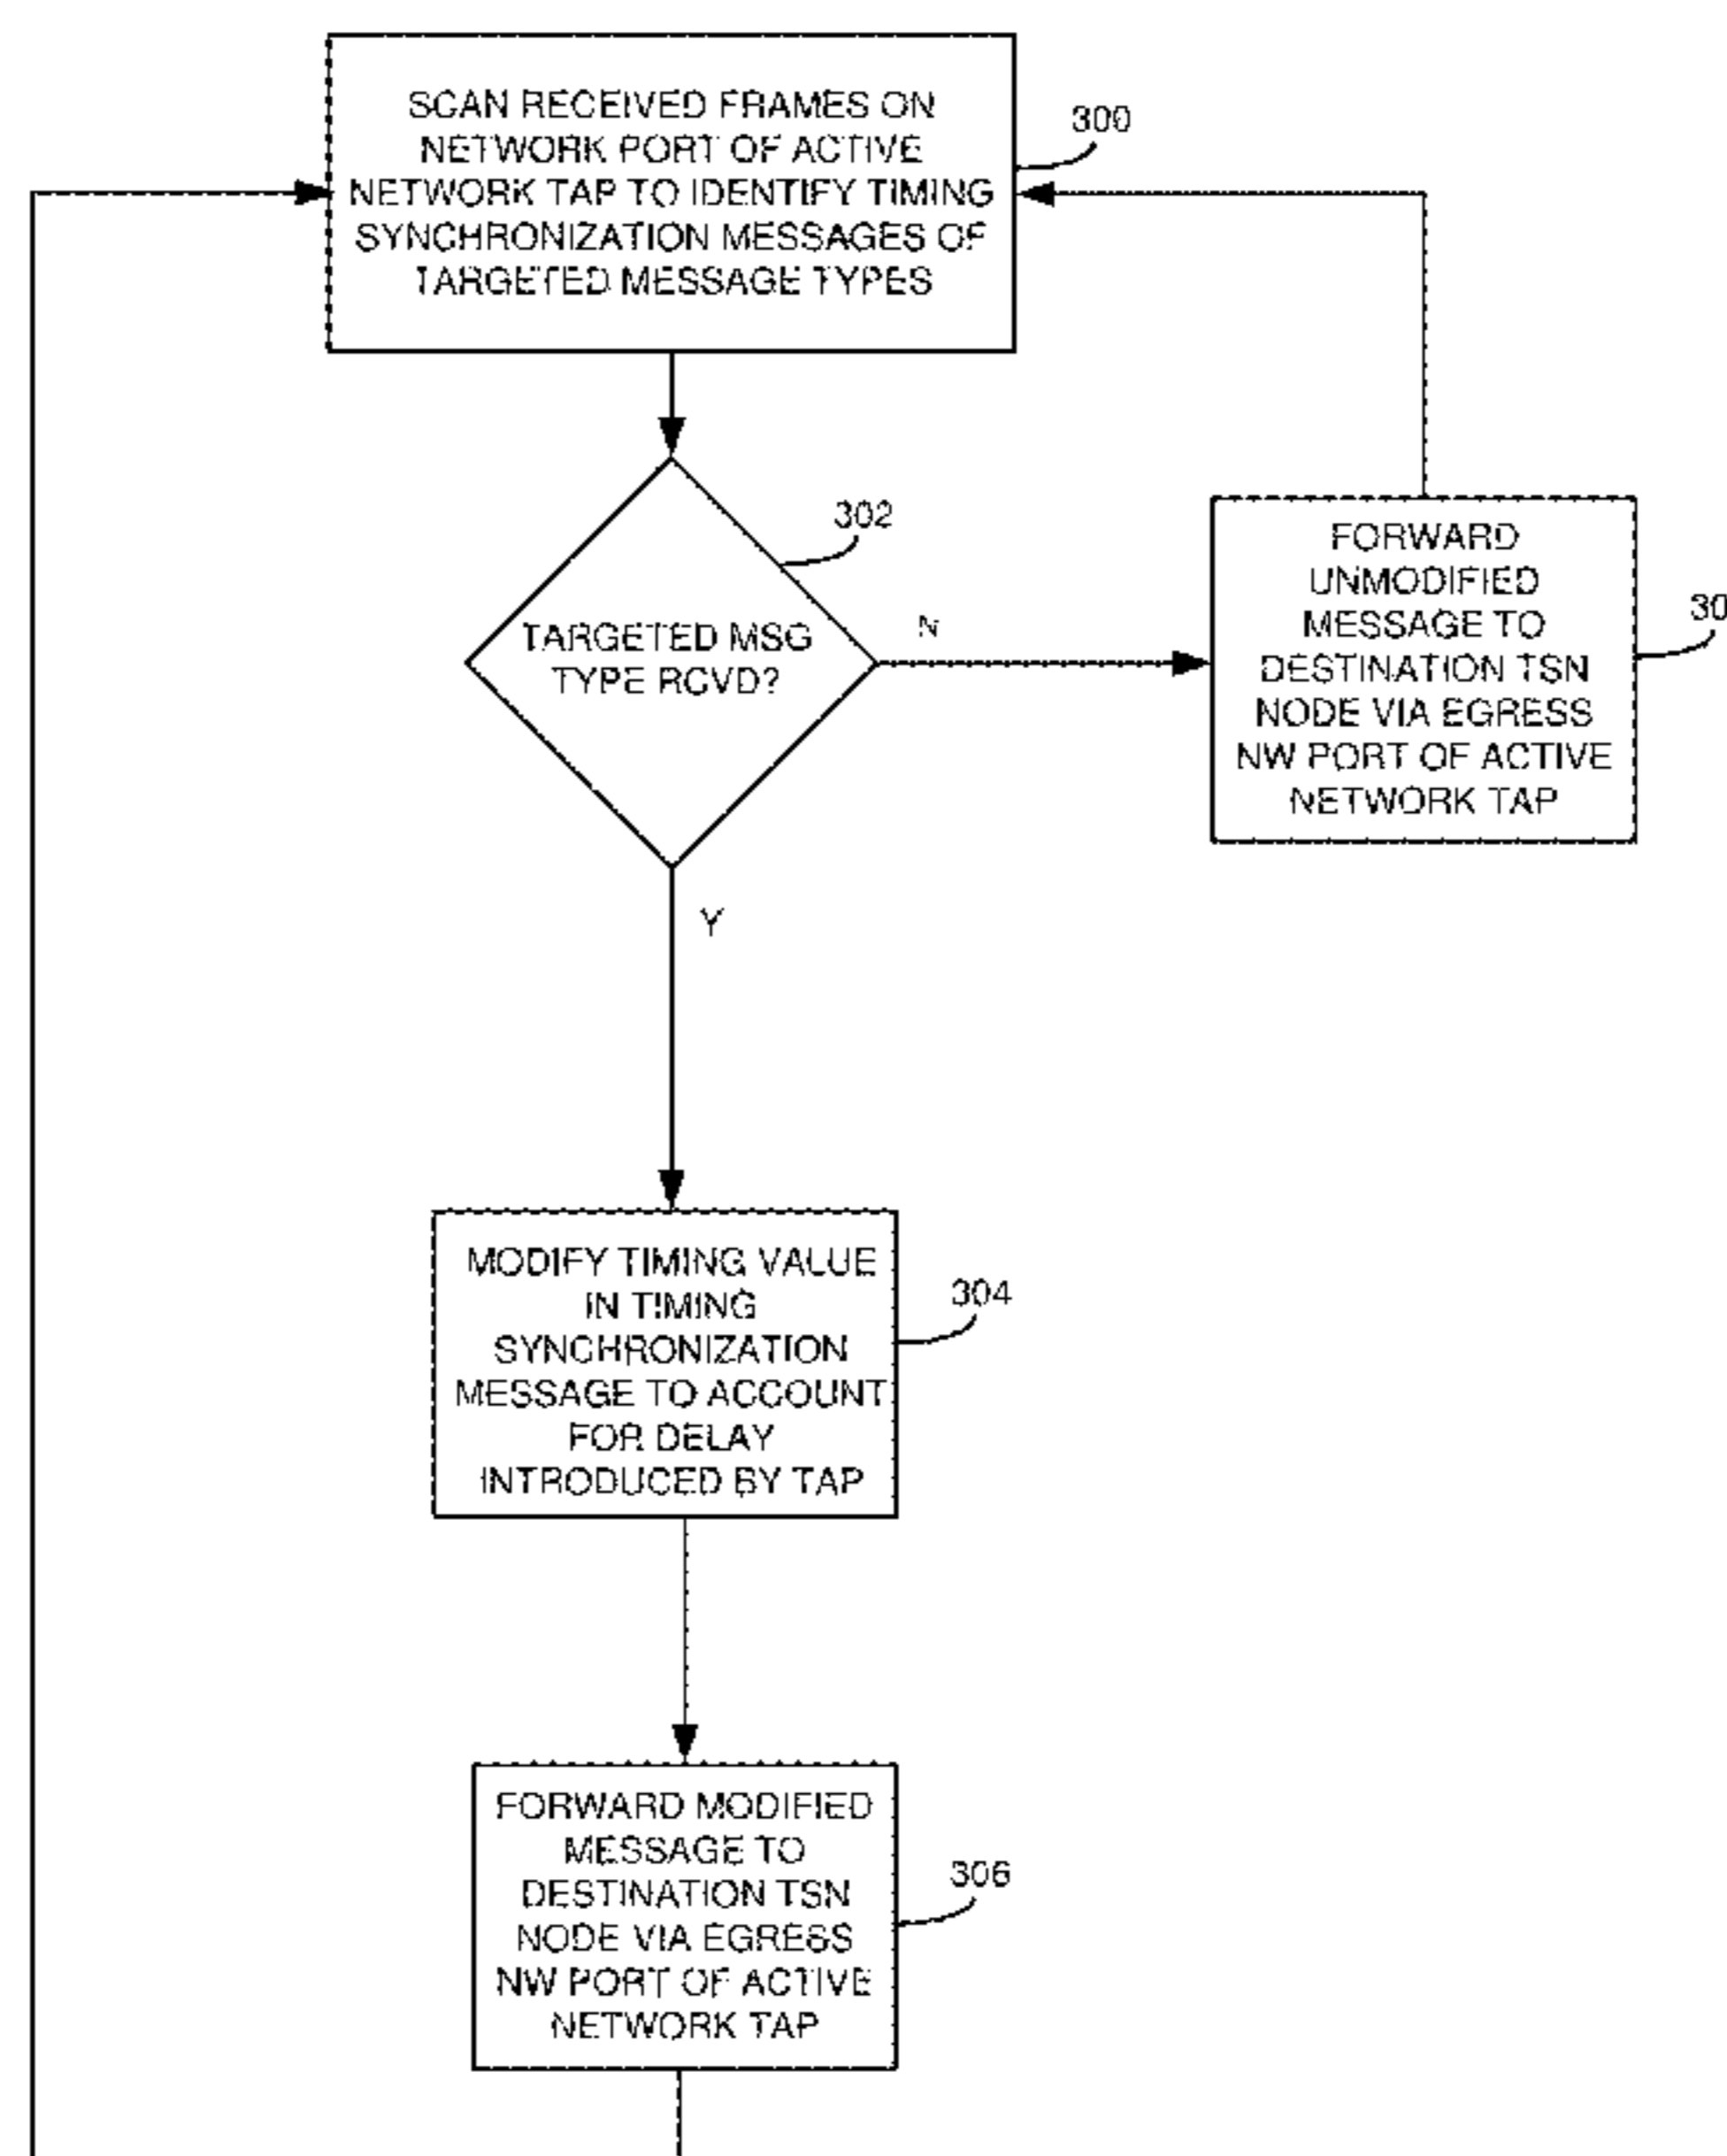 SCAN RECEIVED FRAMES ON
NETWORK PORT OF ACTIVE
NETWORK TAP TO IDENTIFY TIMING
SYNCHRONIZATION MESSAGES OF
TARGETED MESSAGE TYPES
300
302
TARGETED MSG
TYPE RCVD?
N
FORWARD
UNMODIFIED
MESSAGE TO
DESTINATION TSN
NODE VIA EGRESS
NW PORT OF ACTIVE
NETWORK TAP
Y
MODIFY TIMING VALUE
IN TIMING
SYNCHRONIZATION
MESSAGE TO ACCOUNT
FOR DELAY
INTRODUCED BY TAP
304
FORWARD MODIFIED
MESSAGE TO
DESTINATION TSN
NODE VIA EGRESS
NW PORT OF ACTIVE
NETWORK TAP
306